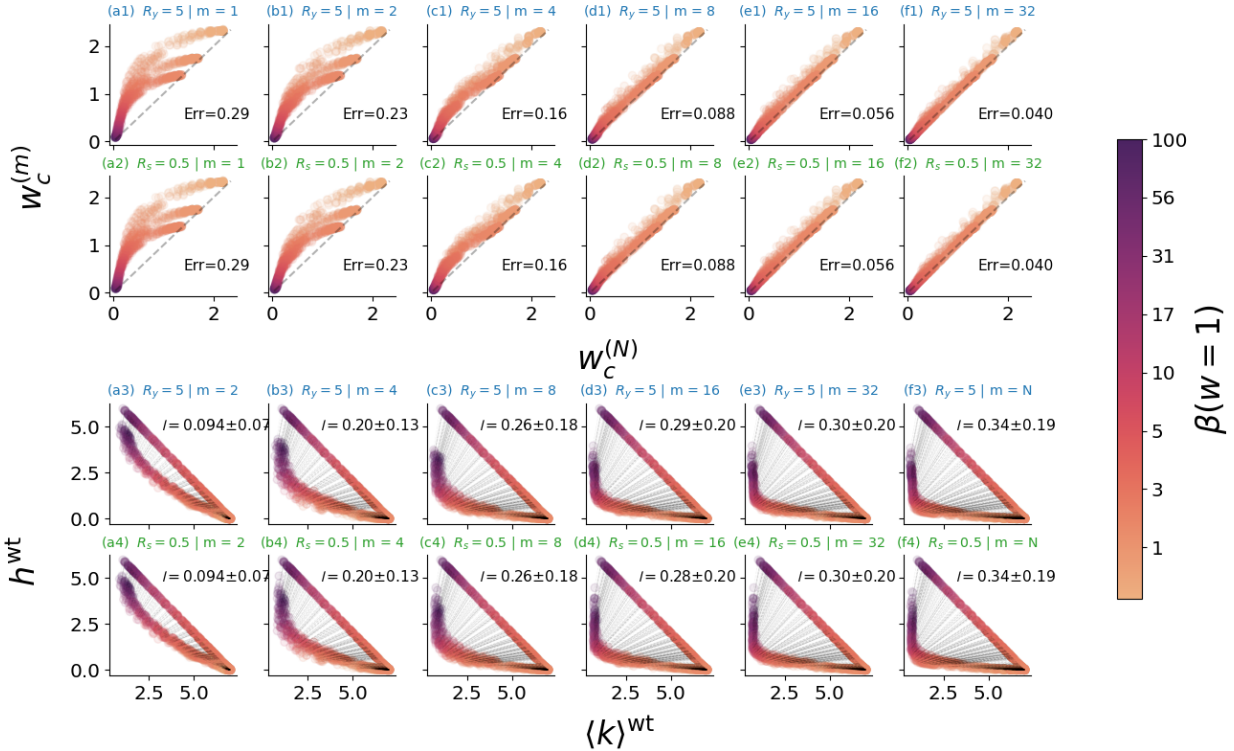 (a1) R_y = 5 | m = 1 (b1) R_y = 5 | m = 2 (c1) R_y = 5 | m = 4 (d1) R_y = 5 | m = 8 (e1) R_y = 5 | m = 16 (f1) R_y = 5 | m = 32
2
1
0
Err=0.29 Err=0.23 Err=0.16 Err=0.088 Err=0.056 Err=0.040
(a2) R_s = 0.5 | m = 1 (b2) R_s = 0.5 | m = 2 (c2) R_s = 0.5 | m = 4 (d2) R_s = 0.5 | m = 8 (e2) R_s = 0.5 | m = 16 (f2) R_s = 0.5 | m = 32
w_c^{(m)}
2
1
0
Err=0.29 Err=0.23 Err=0.16 Err=0.088 Err=0.056 Err=0.040
0 2 0 2 0 2 0 2 0 2 0 2
w_c^{(N)}
(a3) R_y = 5 | m = 2 (b3) R_y = 5 | m = 4 (c3) R_y = 5 | m = 8 (d3) R_y = 5 | m = 16 (e3) R_y = 5 | m = 32 (f3) R_y = 5 | m = N
5.0
2.5
0.0
I = 0.094±0.07 I = 0.20±0.13 I = 0.26±0.18 I = 0.29±0.20 I = 0.30±0.20 I = 0.34±0.19
(a4) R_s = 0.5 | m = 2 (b4) R_s = 0.5 | m = 4 (c4) R_s = 0.5 | m = 8 (d4) R_s = 0.5 | m = 16 (e4) R_s = 0.5 | m = 32 (f4) R_s = 0.5 | m = N
h^{wt}
5.0
2.5
0.0
I = 0.094±0.07 I = 0.20±0.13 I = 0.26±0.18 I = 0.28±0.20 I = 0.30±0.20 I = 0.34±0.19
2.5 5.0 2.5 5.0 2.5 5.0 2.5 5.0 2.5 5.0 2.5 5.0
⟨k⟩^{wt}
100
56
31
17
10
5
3
1
β(w = 1)